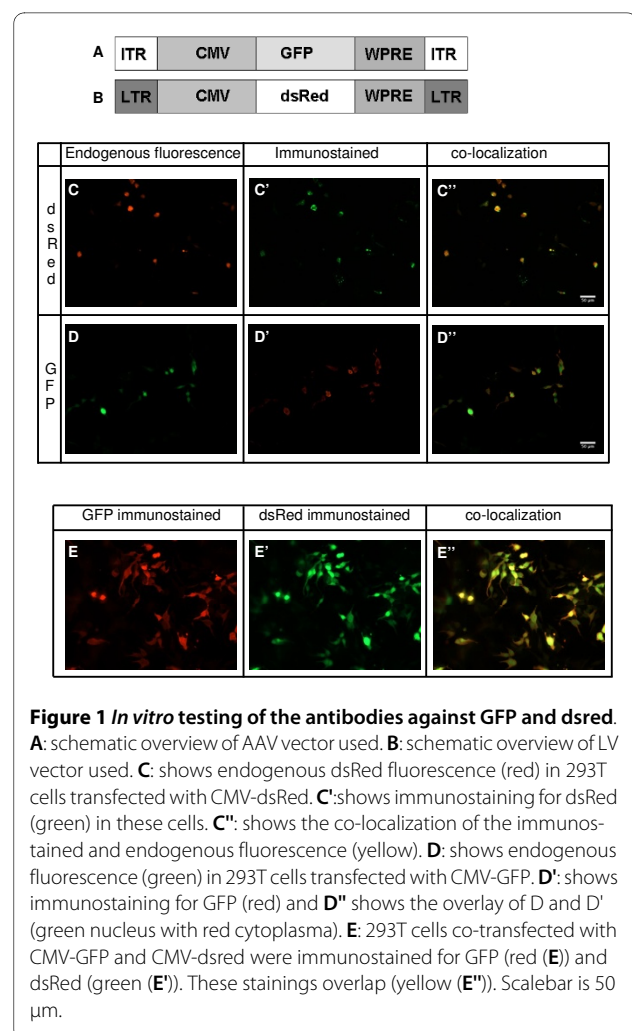 A ITR CMV GFP WPRE ITR
B LTR CMV dsRed WPRE LTR
Endogenous fluorescence Immunostained co-localization
dsRed
C C' C''
50 µm
GFP
D D' D''
50 µm
GFP immunostained dsRed immunostained co-localization
E E' E''
Figure 1 In vitro testing of the antibodies against GFP and dsred.
A: schematic overview of AAV vector used. B: schematic overview of LV
vector used. C: shows endogenous dsRed fluorescence (red) in 293T
cells transfected with CMV-dsRed. C':shows immunostaining for dsRed
(green) in these cells. C": shows the co-localization of the immunos-
tained and endogenous fluorescence (yellow). D: shows endogenous
fluorescence (green) in 293T cells transfected with CMV-GFP. D': shows
immunostaining for GFP (red) and D" shows the overlay of D and D'
(green nucleus with red cytoplasma). E: 293T cells co-transfected with
CMV-GFP and CMV-dsred were immunostained for GFP (red (E)) and
dsRed (green (E')). These stainings overlap (yellow (E")). Scalebar is 50
μm.